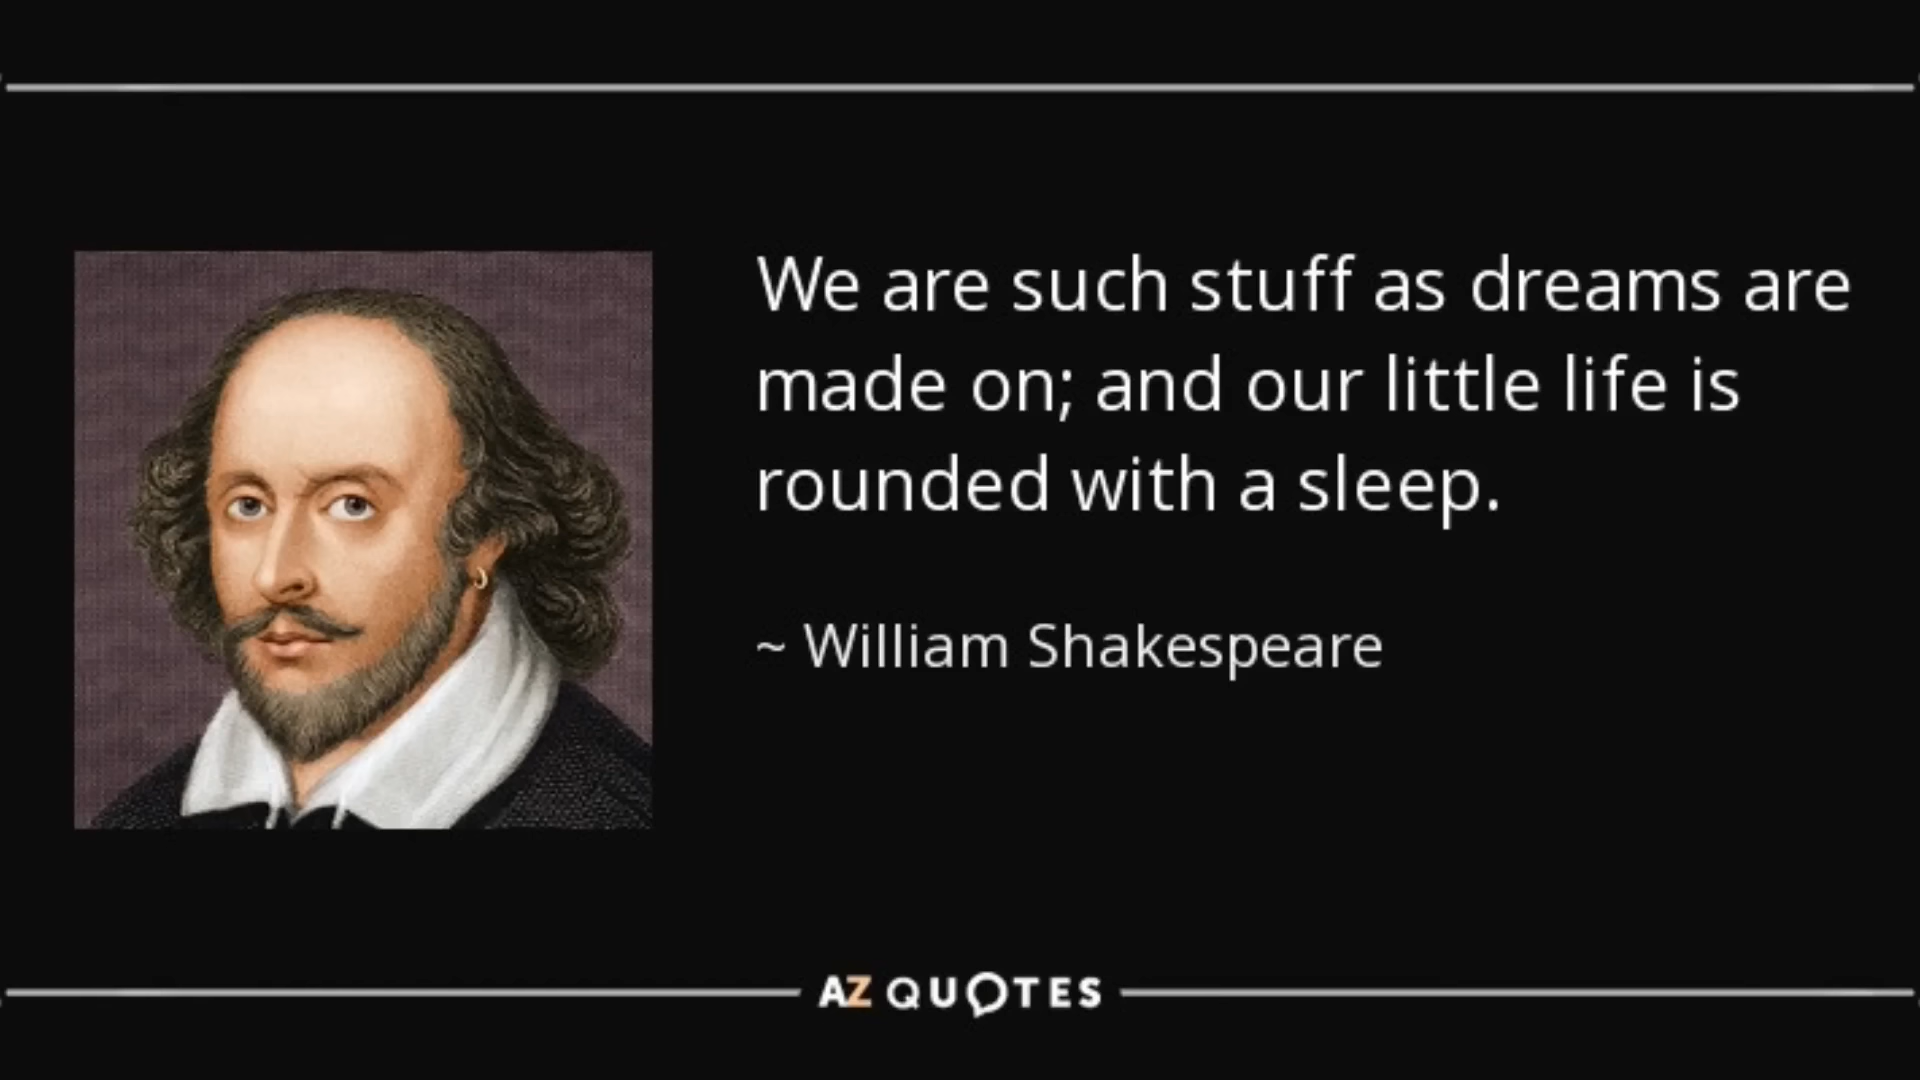 We are such stuff as dreams are
made on; and our little life is
rounded with a sleep.
~ William Shakespeare
AZ QUOTES